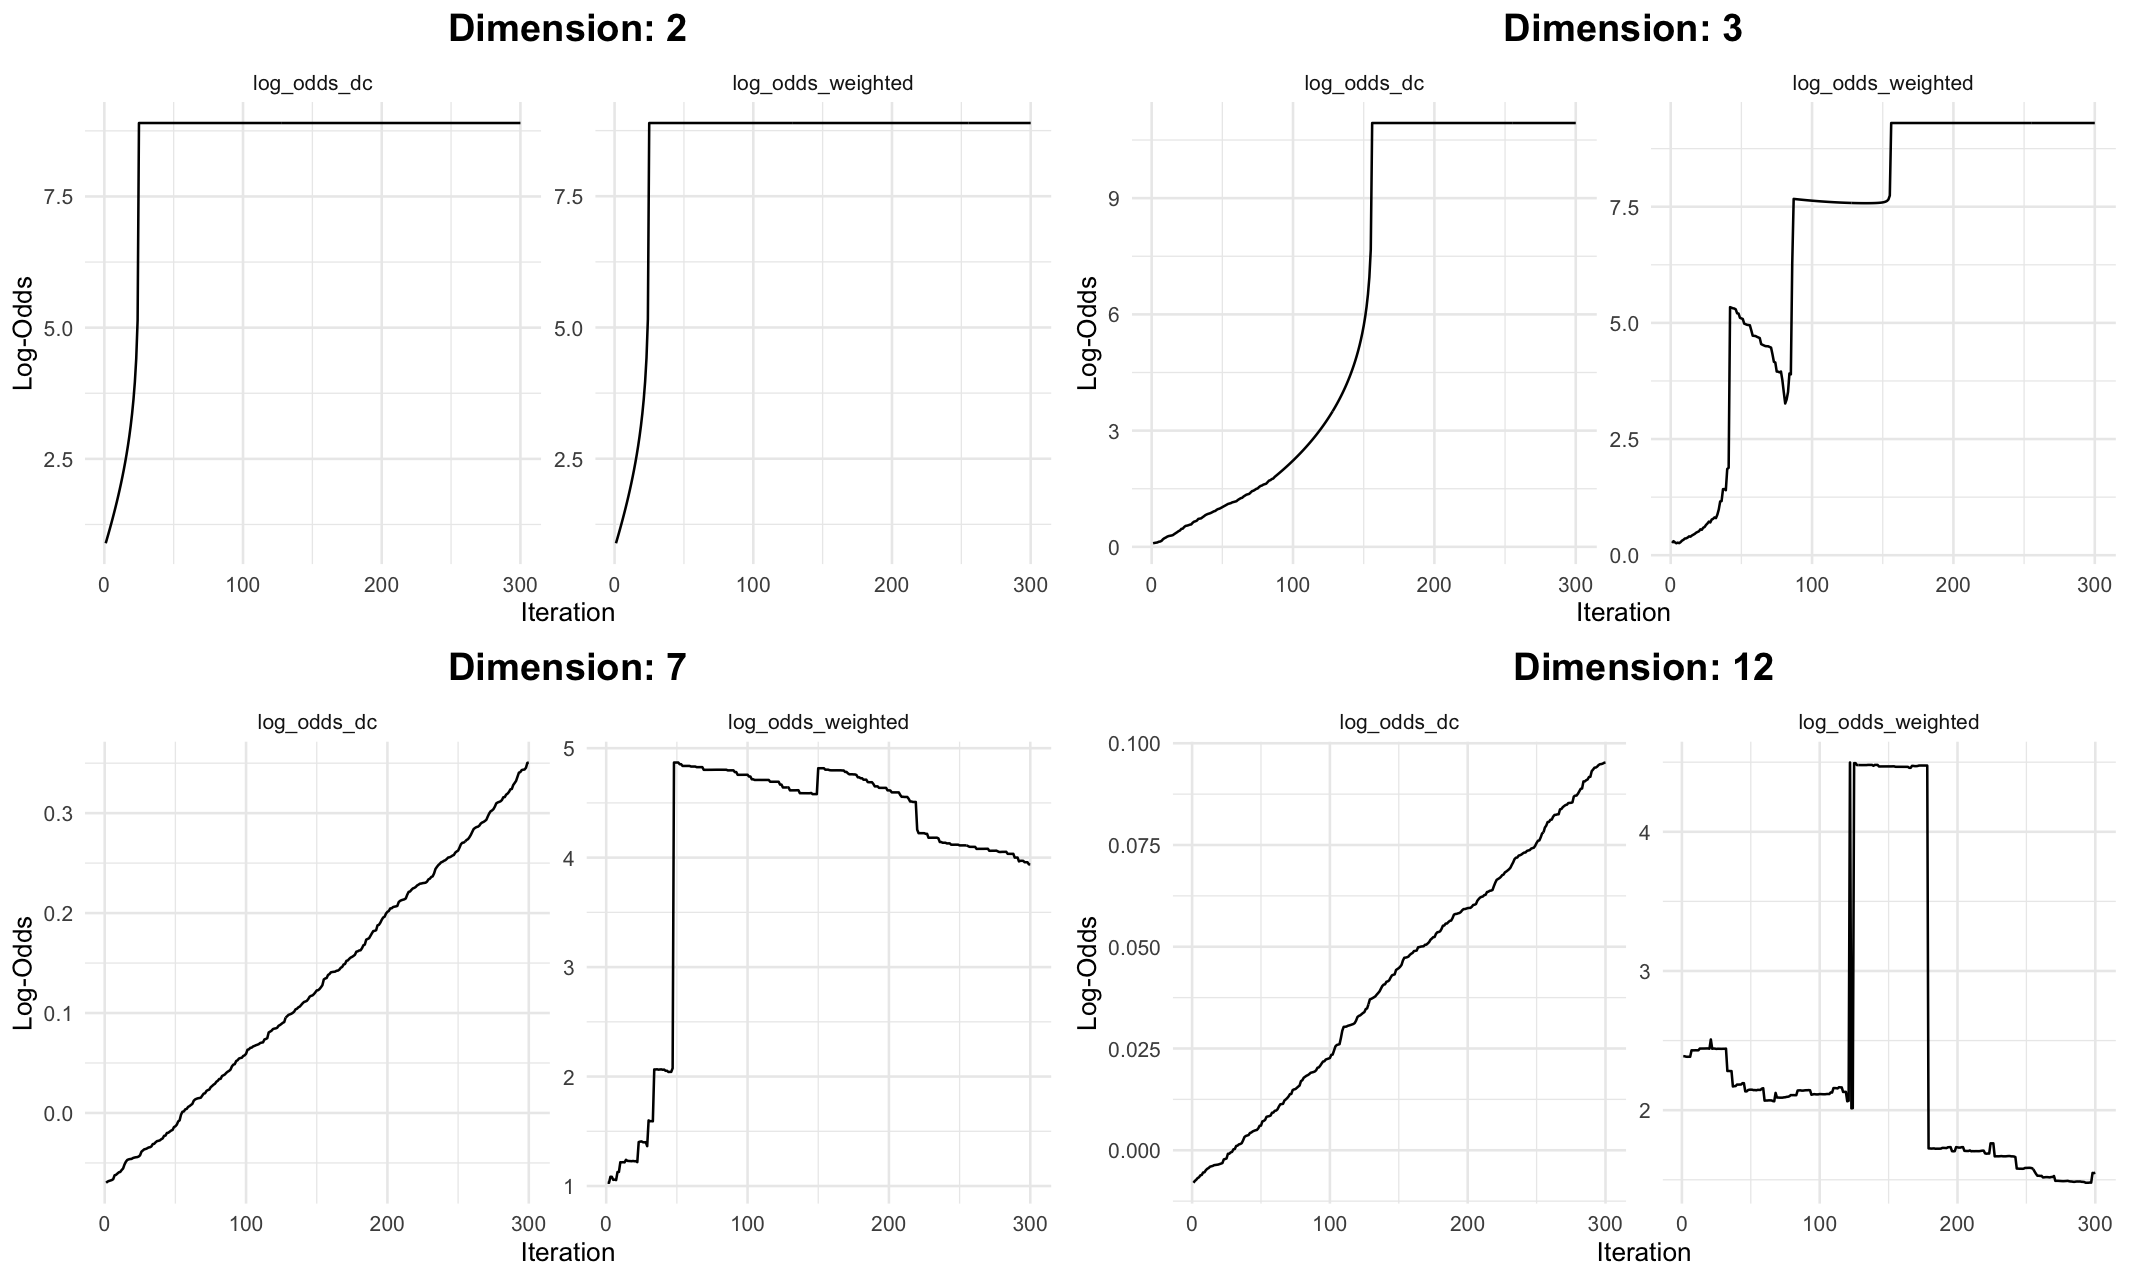 Dimension: 2
log_odds_dc
log_odds_weighted
Log-Odds
7.5
5.0
2.5
7.5
5.0
2.5
0 100 200 300
0 100 200 300
Iteration
Dimension: 3
log_odds_dc
log_odds_weighted
Log-Odds
9
6
3
0
7.5
5.0
2.5
0.0
0 100 200 300
0 100 200 300
Iteration
Dimension: 7
log_odds_dc
log_odds_weighted
Log-Odds
0.3
0.2
0.1
0.0
5
4
3
2
1
0 100 200 300
0 100 200 300
Iteration
Dimension: 12
log_odds_dc
log_odds_weighted
Log-Odds
0.100
0.075
0.050
0.025
0.000
4
3
2
0 100 200 300
0 100 200 300
Iteration